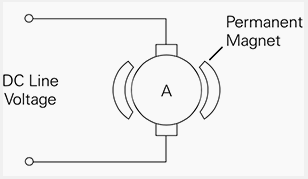 Permanent
Magnet
DC Line
Voltage
A